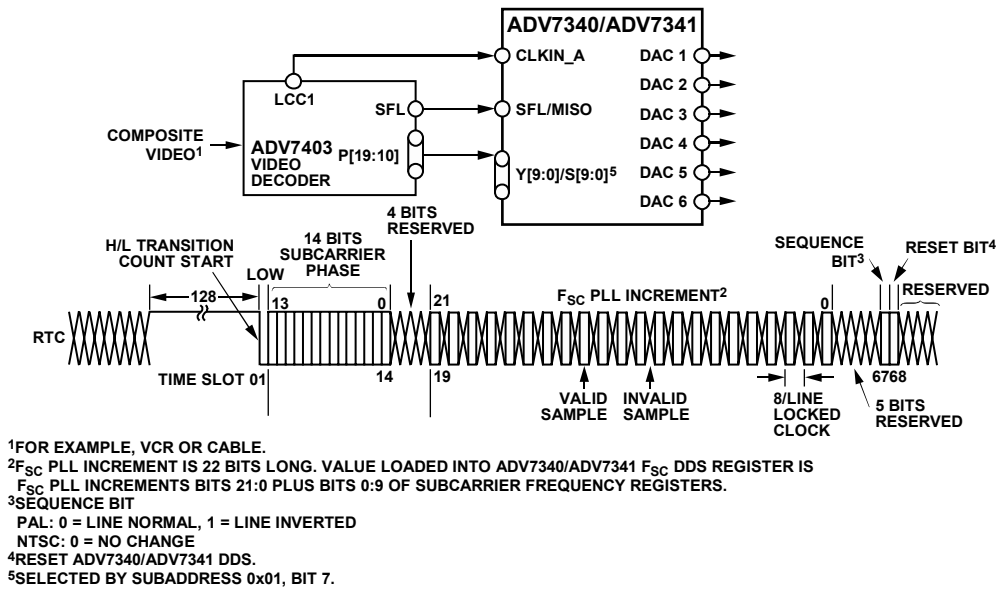 ADV7340/ADV7341
CLKIN_A
DAC 1
DAC 2
LCC1
SFL
SFL/MISO
DAC 3
COMPOSITE
VIDEO1
ADV7403
VIDEO
DECODER
P[19:10]
DAC 4
Y[9:0]/S[9:0]5
DAC 5
DAC 6
4 BITS
RESERVED
H/L TRANSITION
COUNT START
14 BITS
SUBCARRIER
PHASE
SEQUENCE
BIT3
RESET BIT4
LOW
128
13
0
21
FSC PLL INCREMENT2
0
RESERVED
RTC
TIME SLOT 01
14
19
6768
VALID
SAMPLE
INVALID
SAMPLE
8/LINE
LOCKED
CLOCK
5 BITS
RESERVED
1FOR EXAMPLE, VCR OR CABLE.
2FSC PLL INCREMENT IS 22 BITS LONG. VALUE LOADED INTO ADV7340/ADV7341 FSC DDS REGISTER IS
FSC PLL INCREMENTS BITS 21:0 PLUS BITS 0:9 OF SUBCARRIER FREQUENCY REGISTERS.
3SEQUENCE BIT
PAL: 0 = LINE NORMAL, 1 = LINE INVERTED
NTSC: 0 = NO CHANGE
4RESET ADV7340/ADV7341 DDS.
5SELECTED BY SUBADDRESS 0x01, BIT 7.